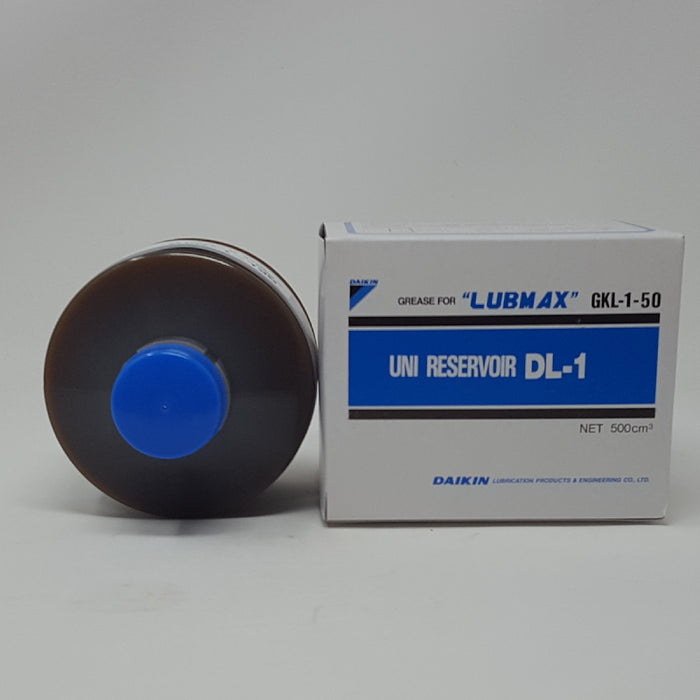 DAIKIN
GREASE FOR "LUBMAX" GKL-1-50
UNI RESERVOIR DL-1
NET 500cm³
DAIKIN LUBRICATION PRODUCTS & ENGINEERING CO., LTD.